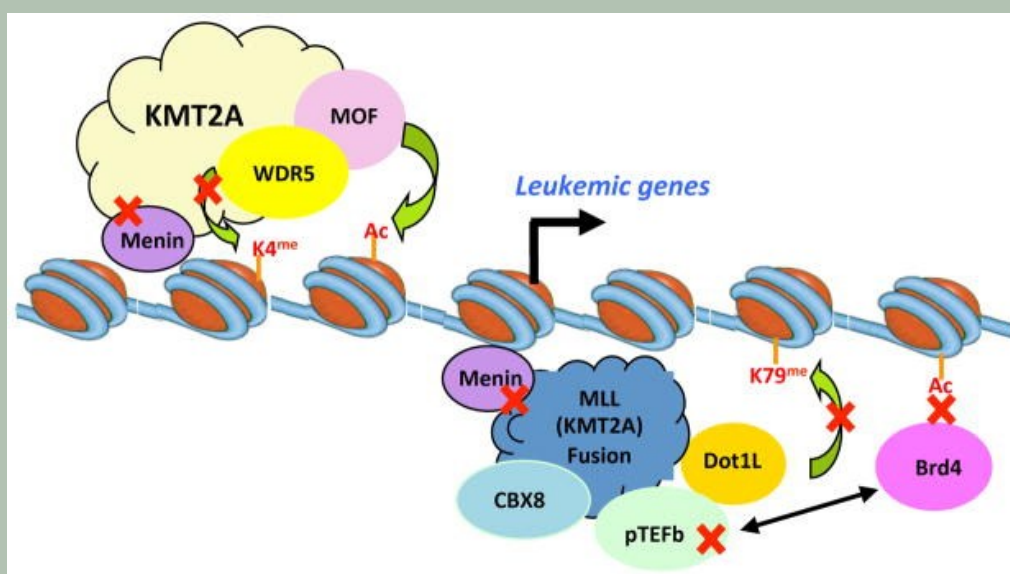 KMT2A
MOF
WDR5
Menin
K4me
Ac
Leukemic genes
K79me
Ac
Menin
MLL
(KMT2A)
Fusion
Dot1L
Brd4
CBX8
pTEFb